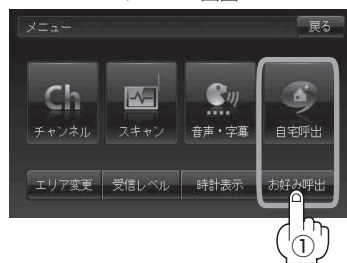 メニュー
戻る
Ch
チャンネル
スキャン
音声・字幕
自宅呼出
エリア変更
受信レベル
時計表示
お好み呼出
①